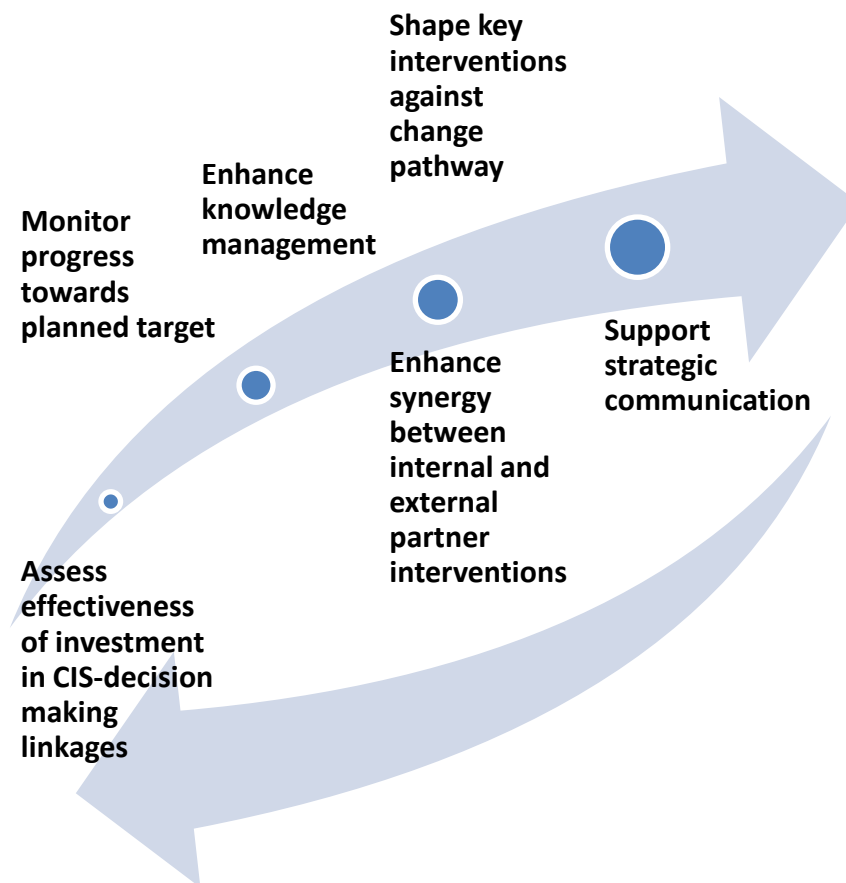 Shape key
interventions
against
change
pathway
Enhance
knowledge
management
Monitor
progress
towards
planned target
Support
strategic
communication
Enhance
synergy
between
internal and
external
partner
interventions
Assess
effectiveness
of investment
in CIS-decision
making
linkages